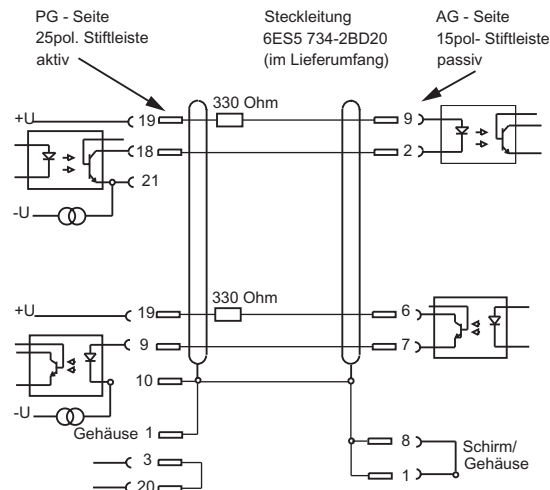 PG - Seite
25pol. Stiftleiste
aktiv
Steckleitung
6ES5 734-2BD20
(im Lieferumfang)
AG - Seite
15pol- Stiftleiste
passiv
330 Ohm
+U
19
9
18
2
21
-U
330 Ohm
+U
19
6
9
7
10
-U
Gehäuse 1
8
3
Schirm/
Gehäuse
1
20